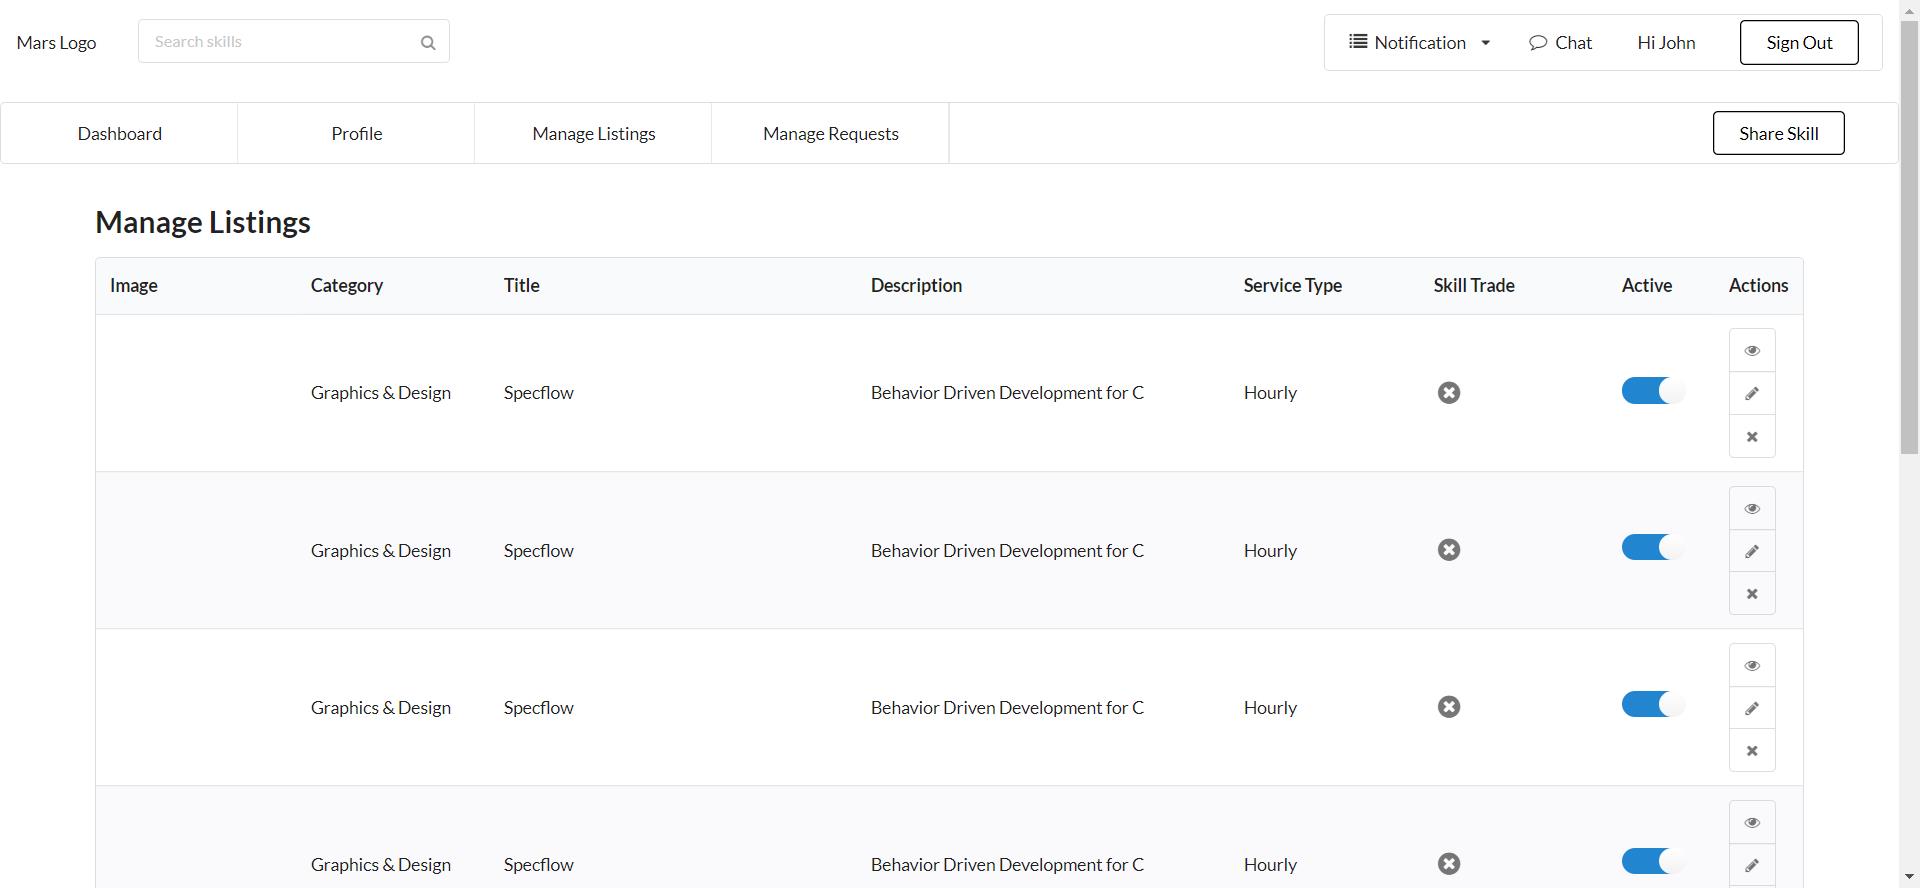 Mars Logo
Search skills
Notification
Chat
Hi John
Sign Out
Dashboard
Profile
Manage Listings
Manage Requests
Share Skill
Manage Listings
Image Category Title Description Service Type Skill Trade Active Actions
Graphics & Design Specflow Behavior Driven Development for C Hourly
Graphics & Design Specflow Behavior Driven Development for C Hourly
Graphics & Design Specflow Behavior Driven Development for C Hourly
Graphics & Design Specflow Behavior Driven Development for C Hourly